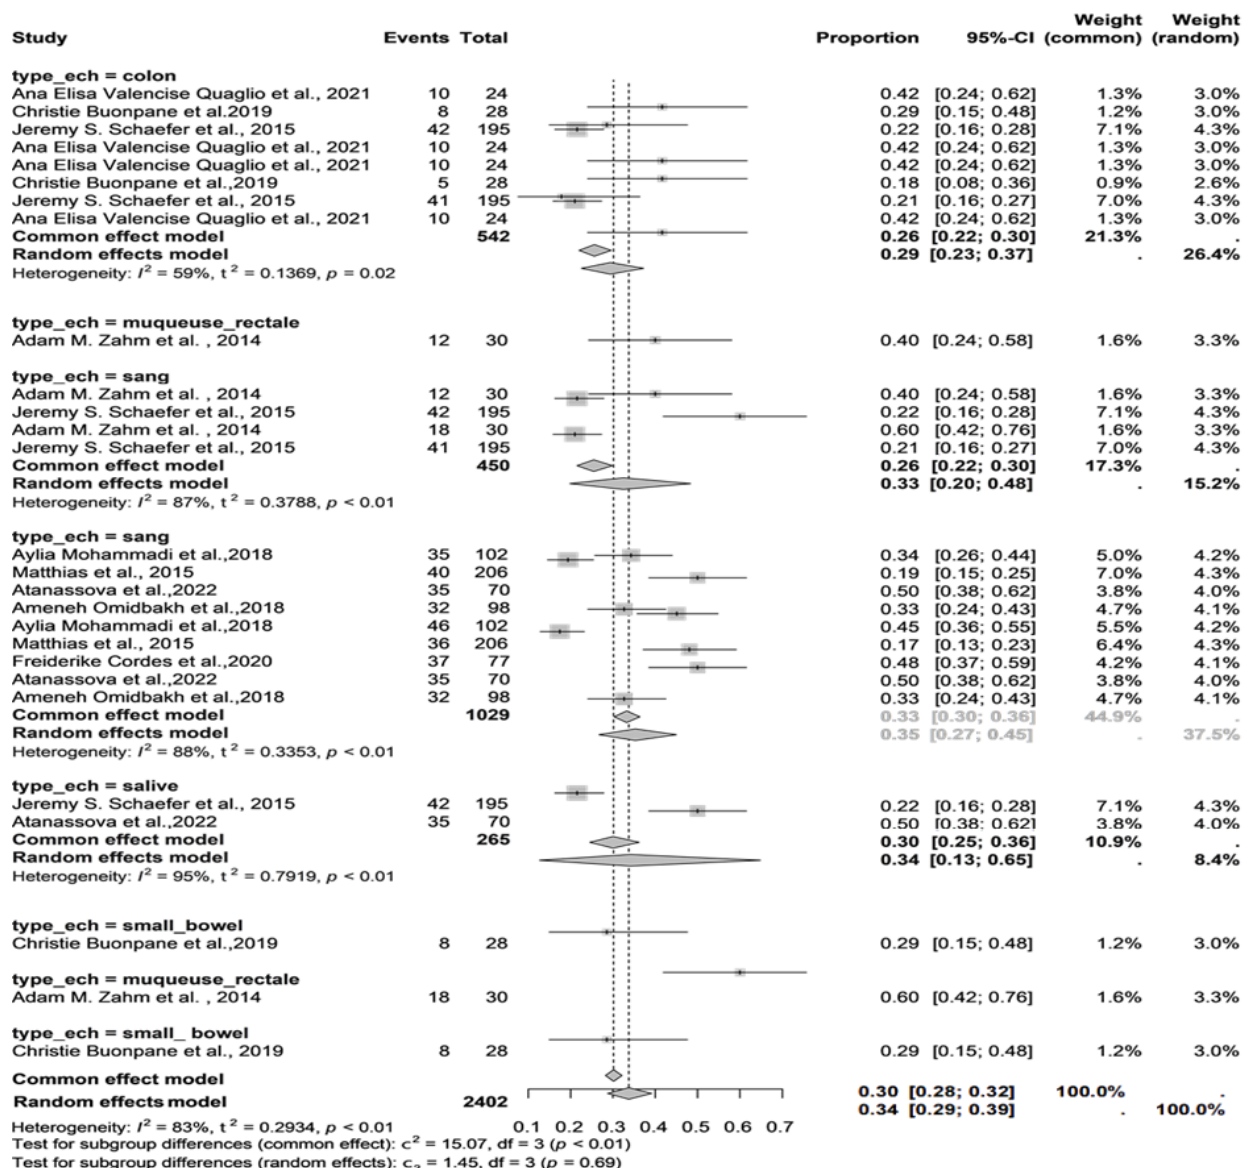 Study Events Total Proportion 95%-CI Weight (common) Weight (random)
type_ech = colon
Ana Elisa Valencise Quaglio et al., 2021 10 24 0.42 [0.24; 0.62] 1.3% 3.0%
Christie Buonpane et al.2019 8 28 0.29 [0.15; 0.48] 1.2% 3.0%
Jeremy S. Schaefer et al., 2015 42 195 0.22 [0.16; 0.28] 7.1% 4.3%
Ana Elisa Valencise Quaglio et al., 2021 10 24 0.42 [0.24; 0.62] 1.3% 3.0%
Ana Elisa Valencise Quaglio et al., 2021 10 24 0.42 [0.24; 0.62] 1.3% 3.0%
Christie Buonpane et al.,2019 5 28 0.18 [0.08; 0.36] 0.9% 2.6%
Jeremy S. Schaefer et al., 2015 41 195 0.21 [0.16; 0.27] 7.0% 4.3%
Ana Elisa Valencise Quaglio et al., 2021 10 24 0.42 [0.24; 0.62] 1.3% 3.0%
Common effect model 542 0.26 [0.22; 0.30] 21.3% .
Random effects model 0.29 [0.23; 0.37] . 26.4%
Heterogeneity: I² = 59%, t² = 0.1369, p = 0.02
type_ech = muqueuse_rectale
Adam M. Zahm et al. , 2014 12 30 0.40 [0.24; 0.58] 1.6% 3.3%
type_ech = sang
Adam M. Zahm et al. , 2014 12 30 0.40 [0.24; 0.58] 1.6% 3.3%
Jeremy S. Schaefer et al., 2015 42 195 0.22 [0.16; 0.28] 7.1% 4.3%
Adam M. Zahm et al. , 2014 18 30 0.60 [0.42; 0.76] 1.6% 3.3%
Jeremy S. Schaefer et al., 2015 41 195 0.21 [0.16; 0.27] 7.0% 4.3%
Common effect model 450 0.26 [0.22; 0.30] 17.3% .
Random effects model 0.33 [0.20; 0.48] . 15.2%
Heterogeneity: I² = 87%, t² = 0.3788, p < 0.01
type_ech = sang
Aylia Mohammadi et al.,2018 35 102 0.34 [0.26; 0.44] 5.0% 4.2%
Matthias et al., 2015 40 206 0.19 [0.15; 0.25] 7.0% 4.3%
Atanassova et al.,2022 35 70 0.50 [0.38; 0.62] 3.8% 4.0%
Ameneh Omidbakh et al.,2018 32 98 0.33 [0.24; 0.43] 4.7% 4.1%
Aylia Mohammadi et al.,2018 46 102 0.45 [0.36; 0.55] 5.5% 4.2%
Matthias et al., 2015 36 206 0.17 [0.13; 0.23] 6.4% 4.3%
Freiderike Cordes et al.,2020 37 77 0.48 [0.37; 0.59] 4.2% 4.1%
Atanassova et al.,2022 35 70 0.50 [0.38; 0.62] 3.8% 4.0%
Ameneh Omidbakh et al.,2018 32 98 0.33 [0.24; 0.43] 4.7% 4.1%
Common effect model 1029 0.33 [0.30; 0.36] 44.9% .
Random effects model 0.35 [0.27; 0.45] . 37.5%
Heterogeneity: I² = 88%, t² = 0.3353, p < 0.01
type_ech = salive
Jeremy S. Schaefer et al., 2015 42 195 0.22 [0.16; 0.28] 7.1% 4.3%
Atanassova et al.,2022 35 70 0.50 [0.38; 0.62] 3.8% 4.0%
Common effect model 265 0.30 [0.25; 0.36] 10.9% .
Random effects model 0.34 [0.13; 0.65] . 8.4%
Heterogeneity: I² = 95%, t² = 0.7919, p < 0.01
type_ech = small_bowel
Christie Buonpane et al.,2019 8 28 0.29 [0.15; 0.48] 1.2% 3.0%
type_ech = muqueuse_rectale
Adam M. Zahm et al. , 2014 18 30 0.60 [0.42; 0.76] 1.6% 3.3%
type_ech = small_ bowel
Christie Buonpane et al., 2019 8 28 0.29 [0.15; 0.48] 1.2% 3.0%
Common effect model 0.30 [0.28; 0.32] 100.0% .
Random effects model 2402 0.34 [0.29; 0.39] . 100.0%
Heterogeneity: I² = 83%, t² = 0.2934, p < 0.01
0.1 0.2 0.3 0.4 0.5 0.6 0.7
Test for subgroup differences (common effect): c² = 15.07, df = 3 (p < 0.01)
Test for subgroup differences (random effects): c₂ = 1.45, df = 3 (p = 0.69)